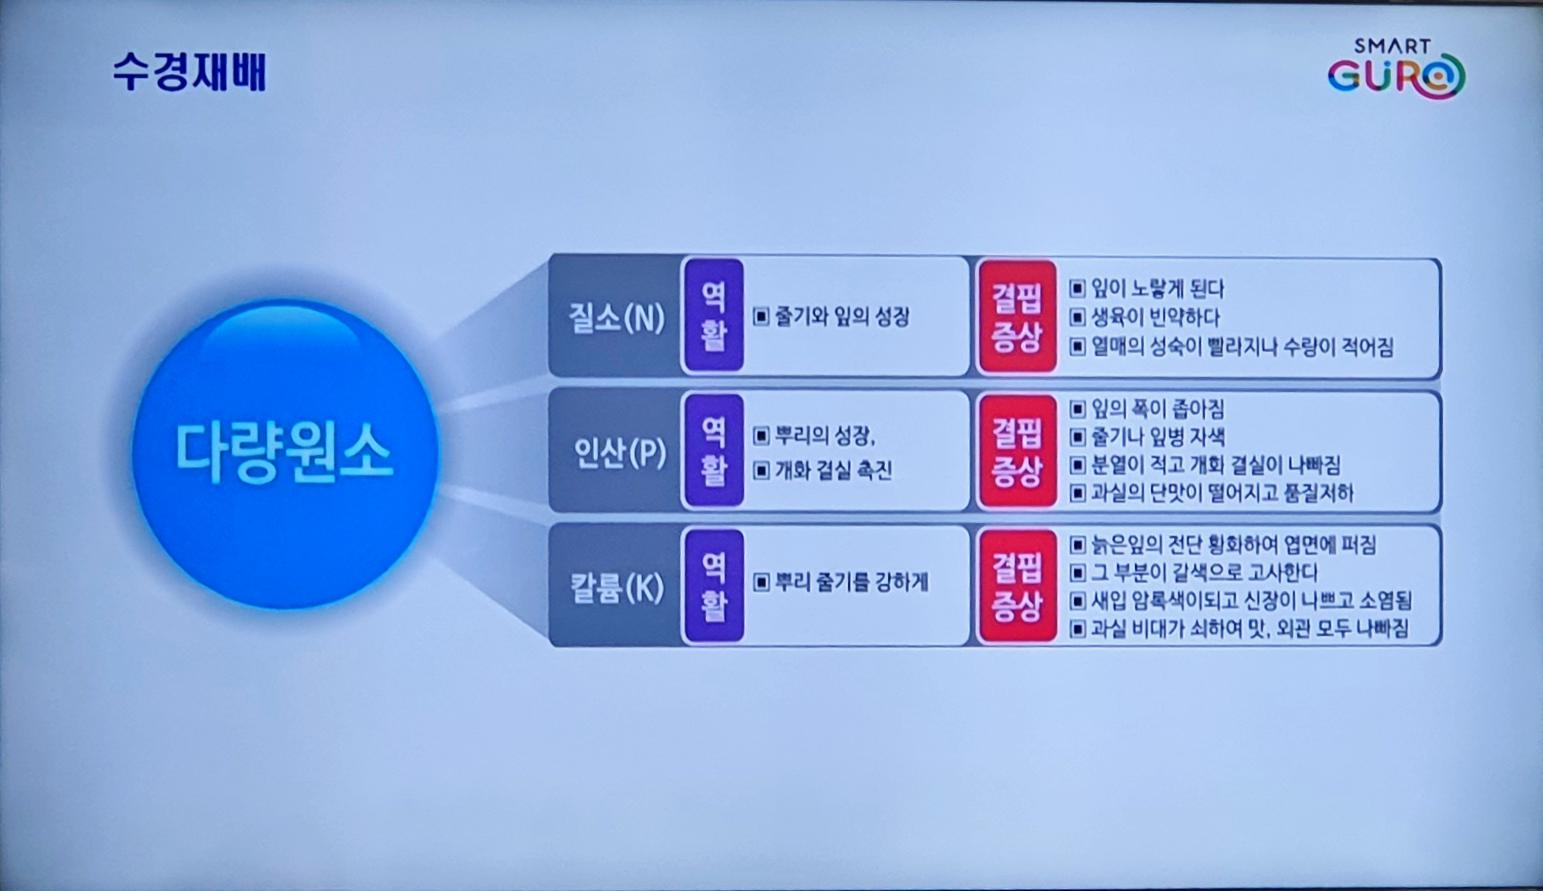 수경재배
SMART
GURO
다량원소
질소(N)
역
활
▣ 줄기와 잎의 성장
결핍
증상
▣ 잎이 노랗게 된다
▣ 생육이 빈약하다
▣ 열매의 성숙이 빨라지나 수량이 적어짐
인산(P)
역
활
▣ 뿌리의 성장,
▣ 개화 결실 촉진
결핍
증상
▣ 잎의 폭이 좁아짐
▣ 줄기나 잎병 자색
▣ 분열이 적고 개화 결실이 나빠짐
▣ 과실의 단맛이 떨어지고 품질저하
칼륨(K)
역
활
▣ 뿌리 줄기를 강하게
결핍
증상
▣ 늙은잎의 전단 황화하여 엽면에 퍼짐
▣ 그 부분이 갈색으로 고사한다
▣ 새입 암록색이되고 신장이 나쁘고 소엽됨
▣ 과실 비대가 쇠하여 맛, 외관 모두 나빠짐